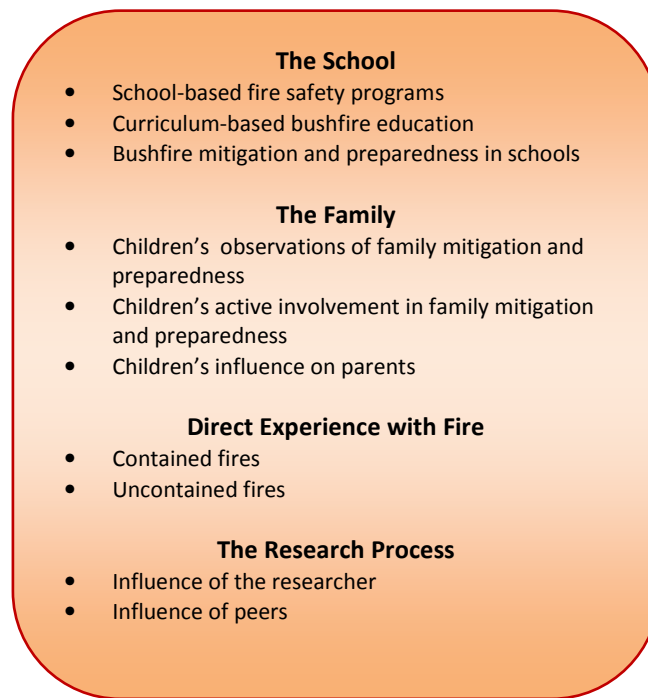 The School
• School-based fire safety programs
• Curriculum-based bushfire education
• Bushfire mitigation and preparedness in schools
The Family
• Children's observations of family mitigation and
preparedness
• Children's active involvement in family mitigation
and preparedness
• Children's influence on parents
Direct Experience with Fire
• Contained fires
• Uncontained fires
The Research Process
• Influence of the researcher
• Influence of peers